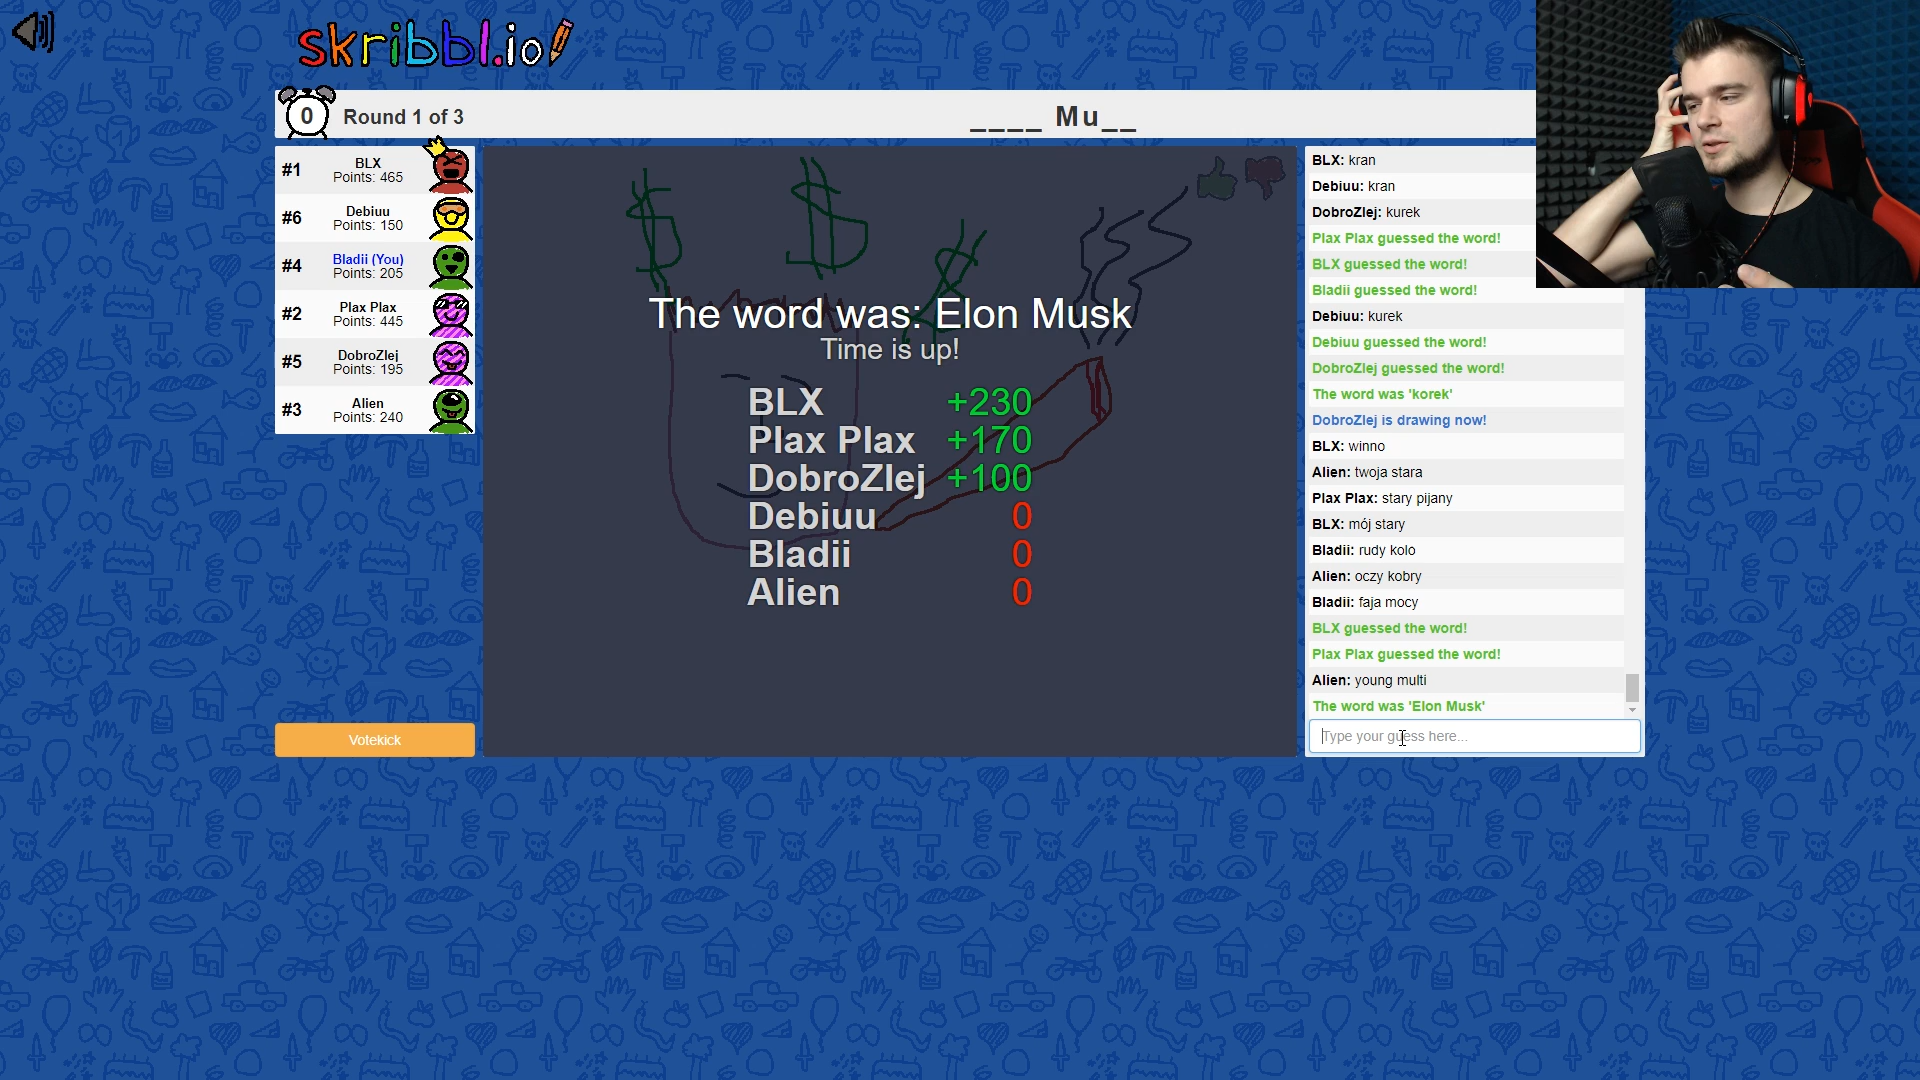 skribbl.io
0
Round 1 of 3
____ Mu__
#1
BLX
Points: 465
#6
Debiuu
Points: 150
#4
Bladii (You)
Points: 205
#2
Plax Plax
Points: 445
#5
DobroZlej
Points: 195
#3
Alien
Points: 240
Votekick
$ $ $
The word was: Elon Musk
Time is up!
BLX +230
Plax Plax +170
DobroZlej +100
Debiuu 0
Bladii 0
Alien 0
BLX: kran
Debiuu: kran
DobroZlej: kurek
Plax Plax guessed the word!
BLX guessed the word!
Bladii guessed the word!
Debiuu: kurek
Debiuu guessed the word!
DobroZlej guessed the word!
The word was 'korek'
DobroZlej is drawing now!
BLX: winno
Alien: twoja stara
Plax Plax: stary pijany
BLX: mój stary
Bladii: rudy kolo
Alien: oczy kobry
Bladii: faja mocy
BLX guessed the word!
Plax Plax guessed the word!
Alien: young multi
The word was 'Elon Musk'
Type your guess here...